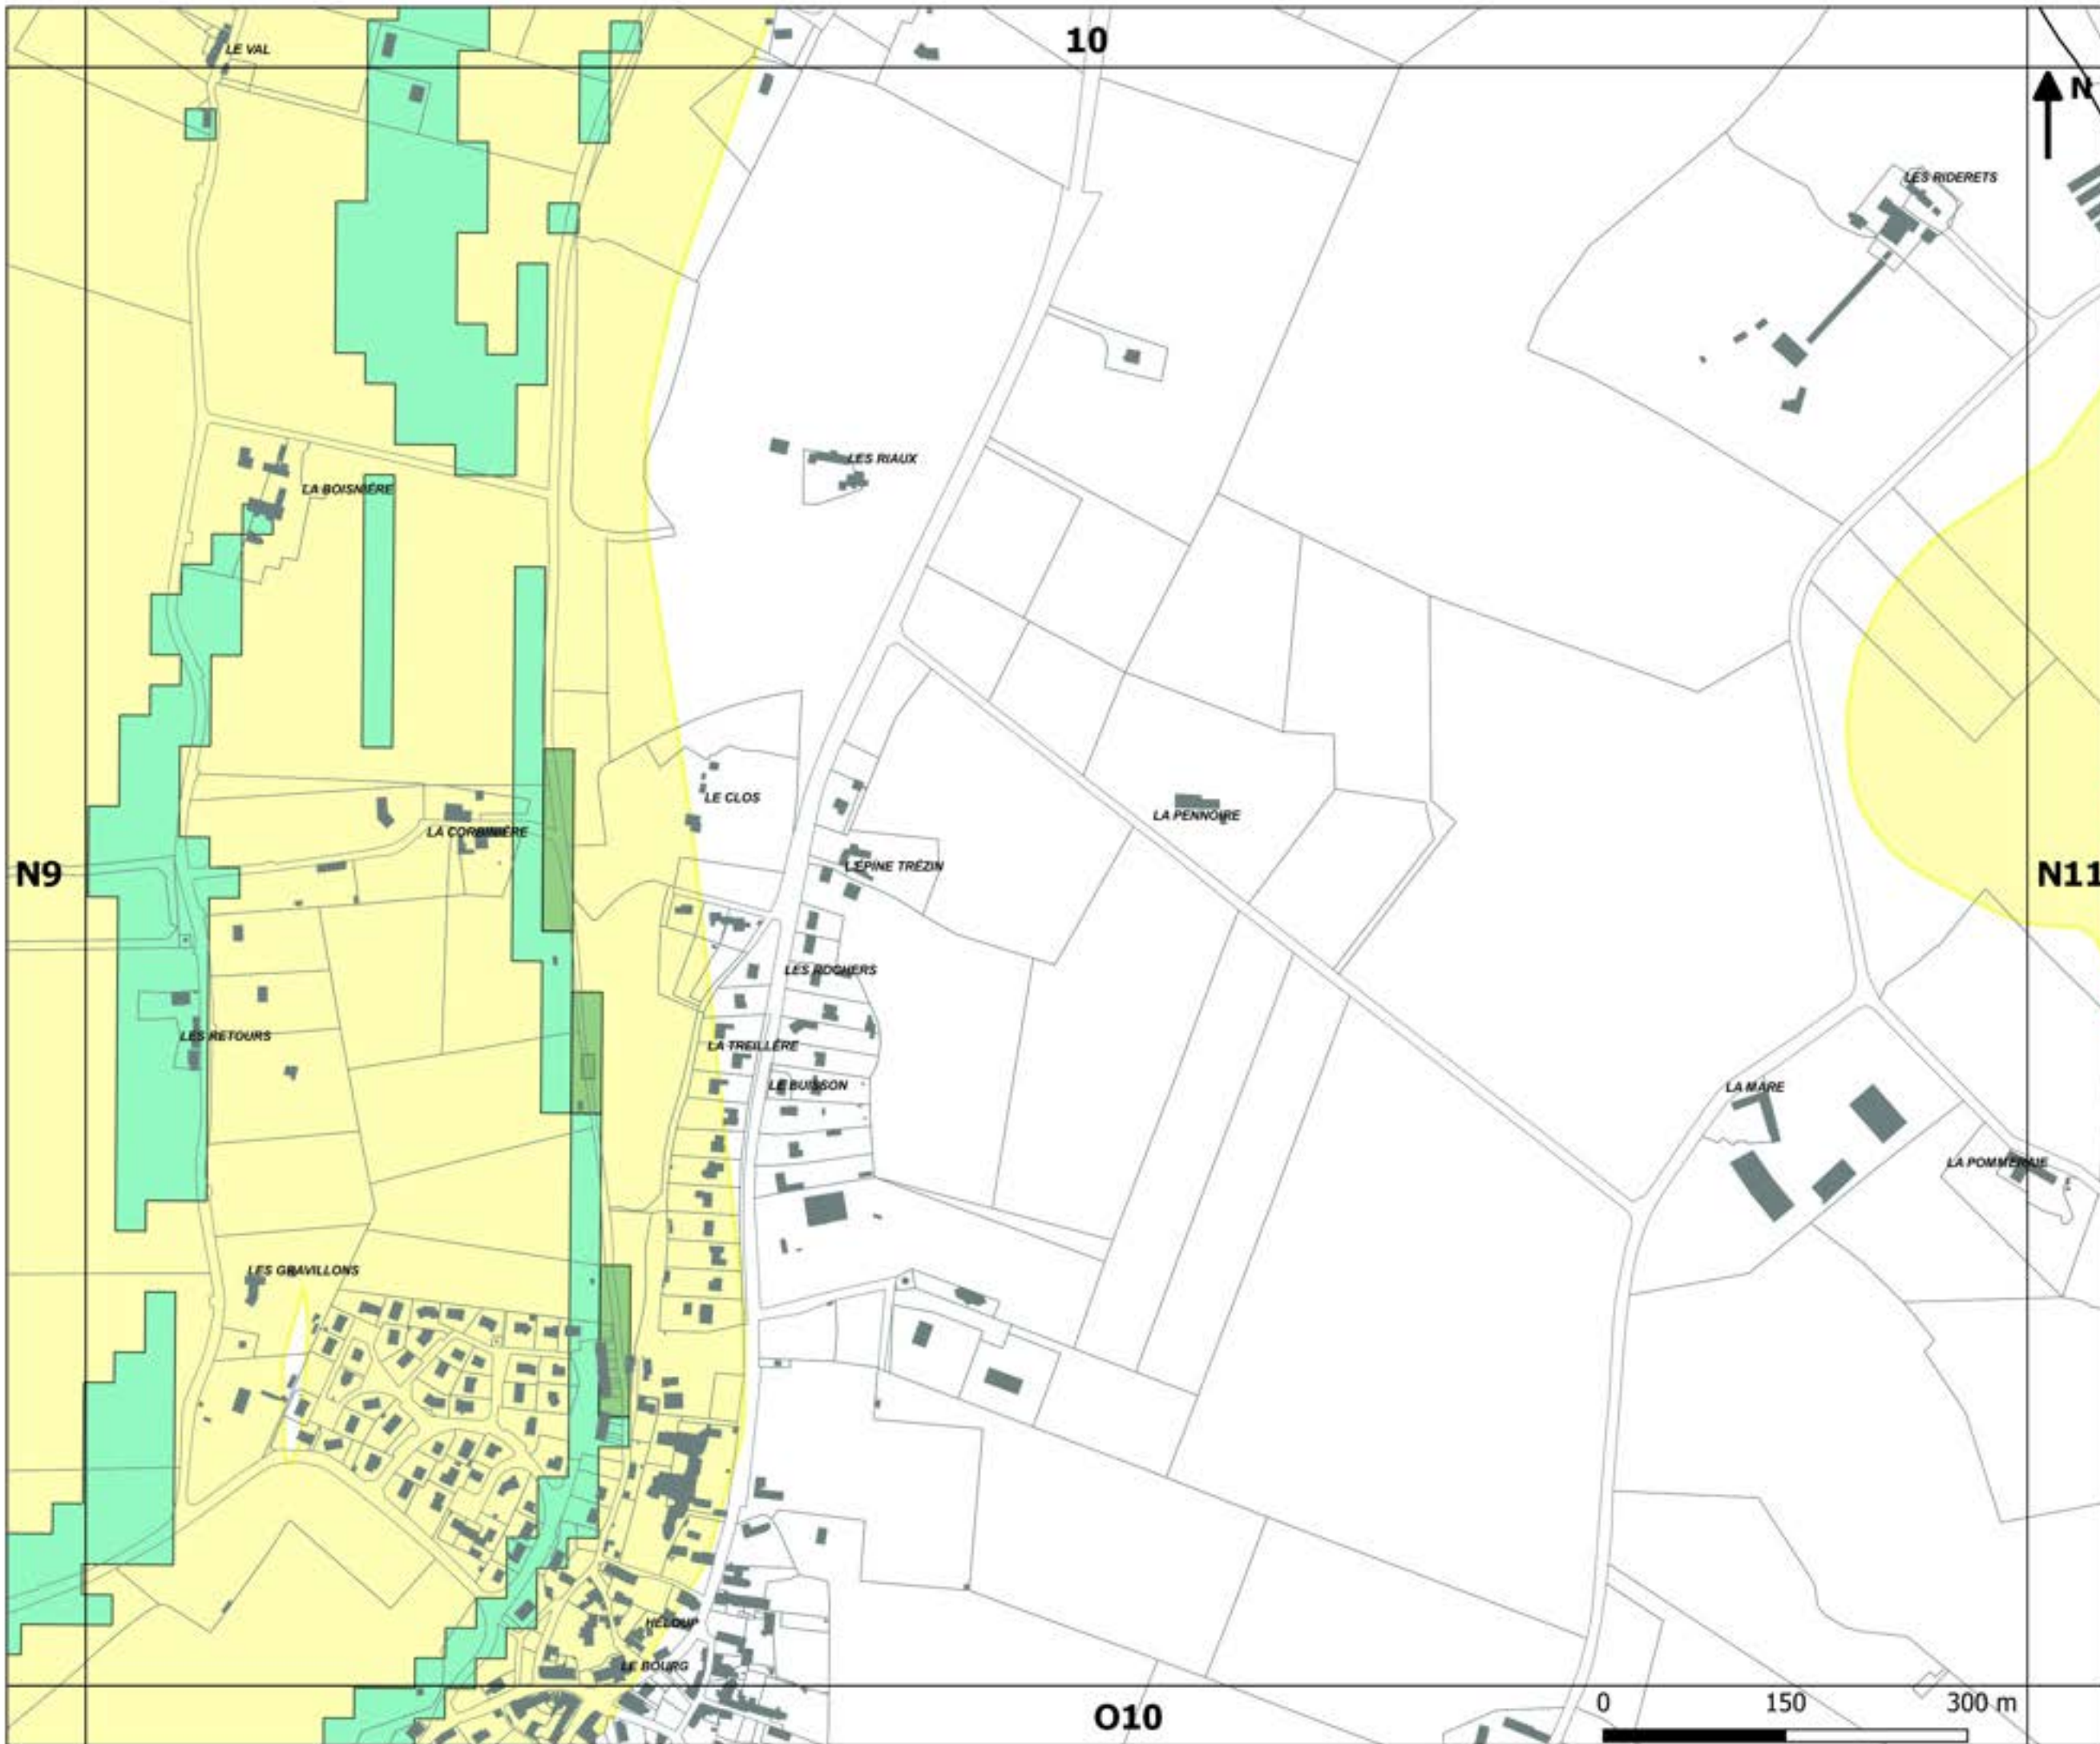 10
LE VAL
N
LES RIDERETS
LES RIAUX
LA BOISNIÈRE
LE CLOS
LA PENNOIRE
LA CORBINIÈRE
L'ÉPINE TRÉZIN
N9
N11
LES ROCHERS
LES RETOURS
LA TREILLÈRE
LE BUISSON
LA MARE
LA POMMERAIE
LES GRAVILLONS
HÉLOUP
LE BOURG
O10
0 150 300 m